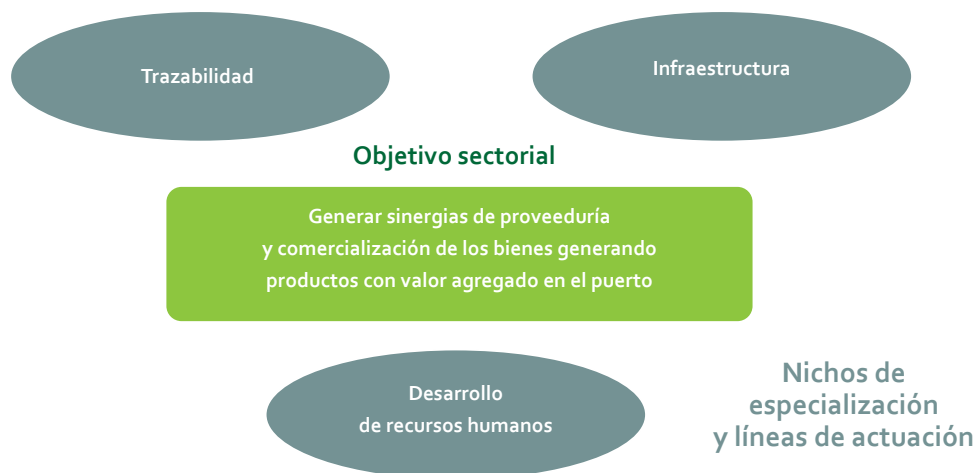 Trazabilidad
Infraestructura
Objetivo sectorial
Generar sinergias de proveeduría
y comercialización de los bienes generando
productos con valor agregado en el puerto
Desarrollo
de recursos humanos
Nichos de
especialización
y líneas de actuación